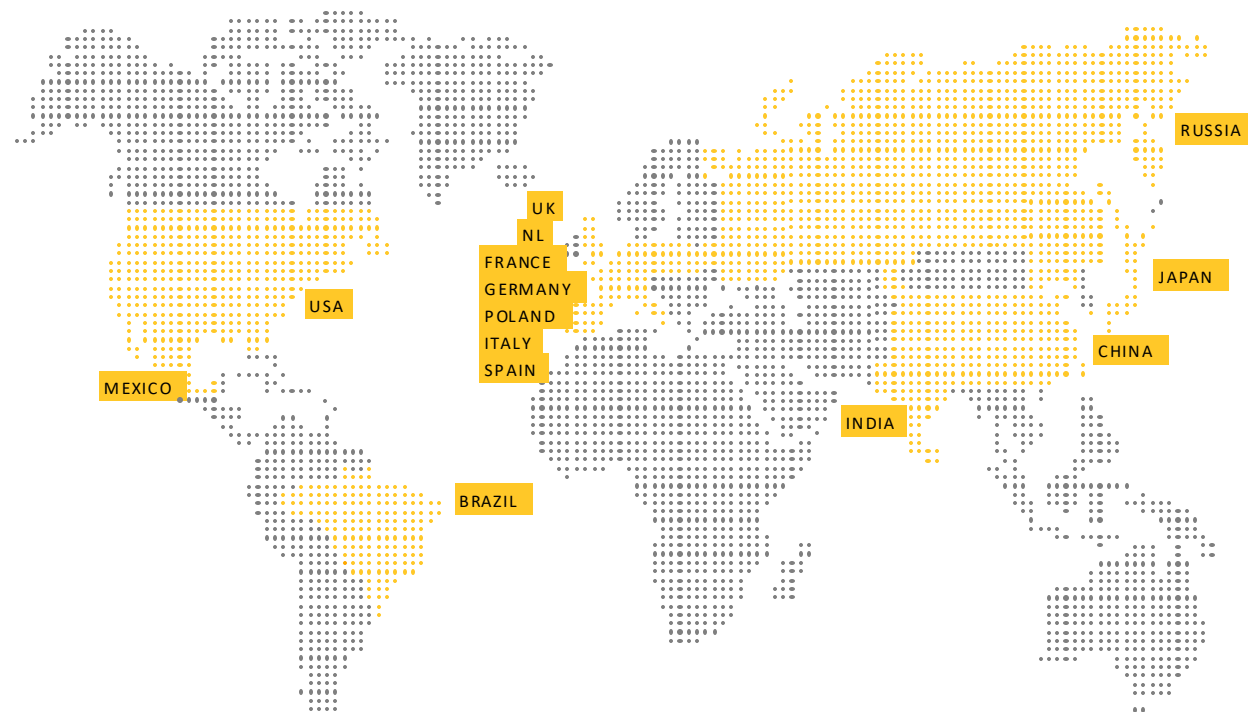 RUSSIA
UK
NL
FRANCE
GERMANY
POLAND
ITALY
SPAIN
JAPAN
USA
CHINA
MEXICO
INDIA
BRAZIL